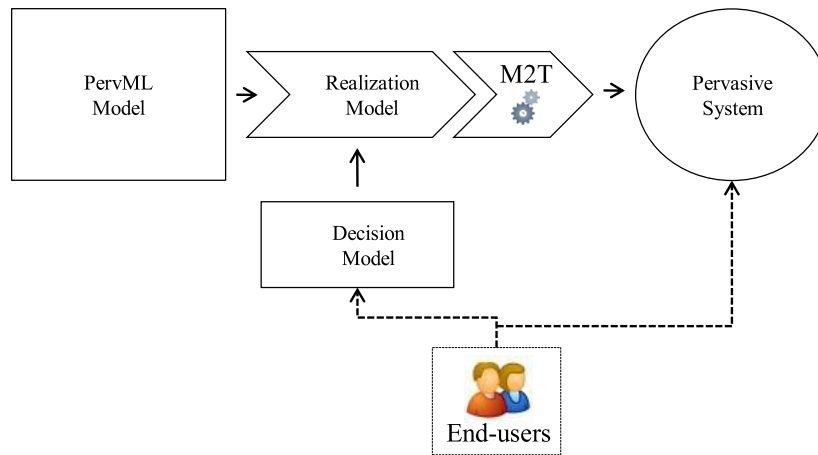 PervML
Model
Realization
Model
M2T
Pervasive
System
Decision
Model
End-users